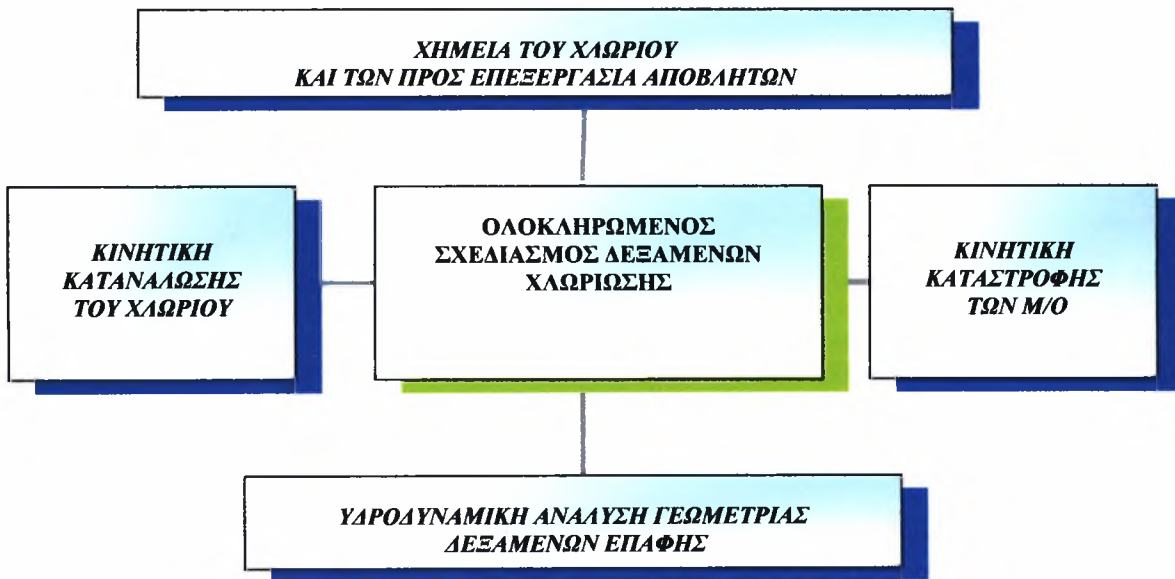 ΧΗΜΕΙΑ ΤΟΥ ΧΛΩΡΙΟΥ
ΚΑΙ ΤΩΝ ΠΡΟΣ ΕΠΕΞΕΡΓΑΣΙΑ ΑΠΟΒΛΗΤΩΝ
ΚΙΝΗΤΙΚΗ
ΚΑΤΑΝΑΛΩΣΗΣ
ΤΟΥ ΧΛΩΡΙΟΥ
ΟΛΟΚΛΗΡΩΜΕΝΟΣ
ΣΧΕΔΙΑΣΜΟΣ ΔΕΞΑΜΕΝΩΝ
ΧΛΩΡΙΩΣΗΣ
ΚΙΝΗΤΙΚΗ
ΚΑΤΑΣΤΡΟΦΗΣ
ΤΩΝ Μ/Ο
ΥΔΡΟΔΥΝΑΜΙΚΗ ΑΝΑΛΥΣΗ ΓΕΩΜΕΤΡΙΑΣ
ΔΕΞΑΜΕΝΩΝ ΕΠΑΦΗΣ